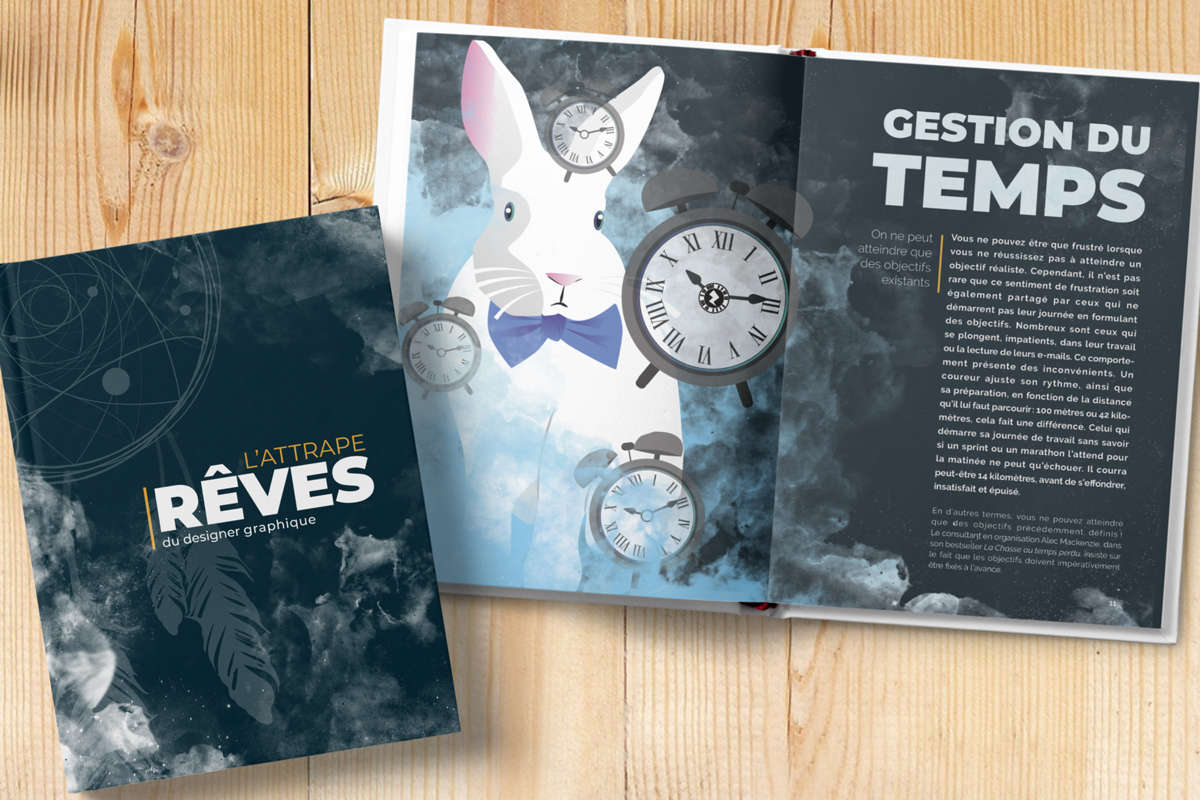 L'ATTRAPE
RÊVES
du designer graphique
GESTION DU
TEMPS
On ne peut
atteindre que
des objectifs
existants
Vous ne pouvez être que frustré lorsque
vous ne réussissez pas à atteindre un
objectif réaliste. Cependant, il n'est pas
rare que ce sentiment de frustration soit
également partagé par ceux qui ne
démarrent pas leur journée en formulant
des objectifs. Nombreux sont ceux qui
se plongent, impatients, dans leur travail
ou la lecture de leurs e-mails. Ce comporte-
ment présente des inconvénients. Un
coureur ajuste son rythme, ainsi que
sa préparation, en fonction de la distance
qu'il lui faut parcourir : 100 mètres ou 42 kilo-
mètres, cela fait une différence. Celui qui
démarre sa journée de travail sans savoir
si un sprint ou un marathon l'attend pour
la matinée ne peut qu'échouer. Il courra
peut-être 14 kilomètres, avant de s'effondrer,
insatisfait et épuisé.
En d'autres termes, vous ne pouvez atteindre
que des objectifs précédemment définis !
Le consultant en organisation Alec Mackenzie, dans
son bestseller La Chasse au temps perdu, insiste sur
le fait que les objectifs doivent impérativement
être fixés à l'avance.
11
XII
I
II
III
IIII
V
VI
VII
VIII
IX
X
XI